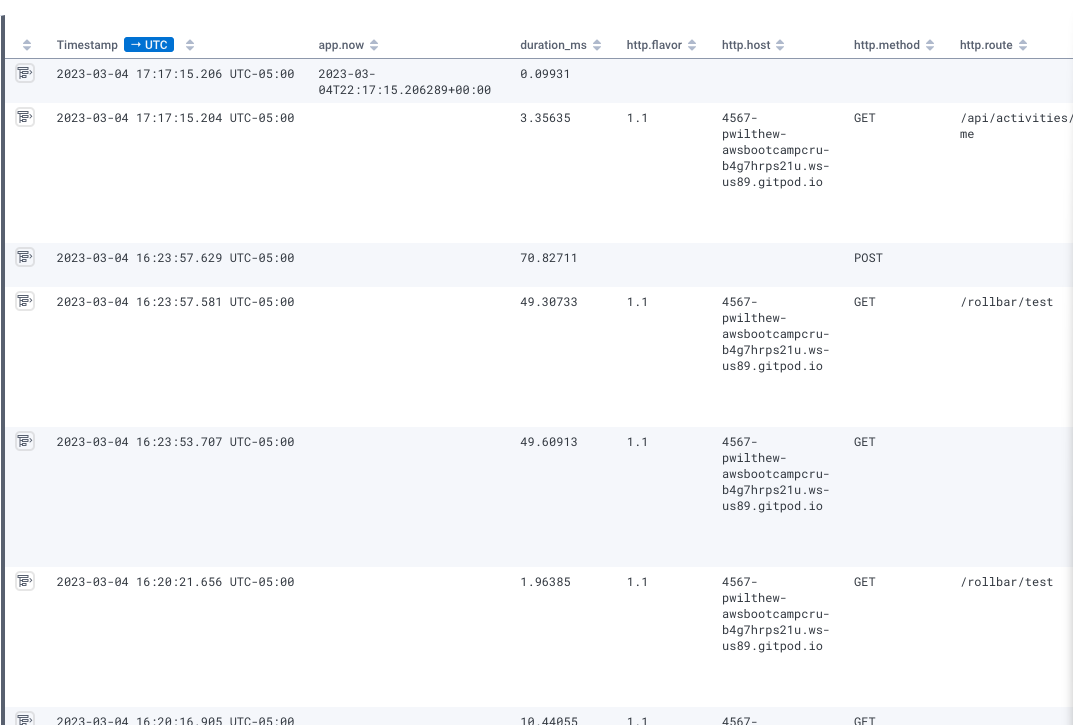 Timestamp → UTC app.now duration_ms http.flavor http.host http.method http.route
2023-03-04 17:17:15.206 UTC-05:00 2023-03- 0.09931
04T22:17:15.206289+00:00
2023-03-04 17:17:15.204 UTC-05:00 3.35635 1.1 4567- GET /api/activities/
pwilthew- me
awsbootcampcru-
b4g7hrps21u.ws-
us89.gitpod.io
2023-03-04 16:23:57.629 UTC-05:00 70.82711 POST
2023-03-04 16:23:57.581 UTC-05:00 49.30733 1.1 4567- GET /rollbar/test
pwilthew-
awsbootcampcru-
b4g7hrps21u.ws-
us89.gitpod.io
2023-03-04 16:23:53.707 UTC-05:00 49.60913 1.1 4567- GET
pwilthew-
awsbootcampcru-
b4g7hrps21u.ws-
us89.gitpod.io
2023-03-04 16:20:21.656 UTC-05:00 1.96385 1.1 4567- GET /rollbar/test
pwilthew-
awsbootcampcru-
b4g7hrps21u.ws-
us89.gitpod.io
2023-03-04 16:20:16.905 UTC-05:00 10.44055 1.1 4567- GET